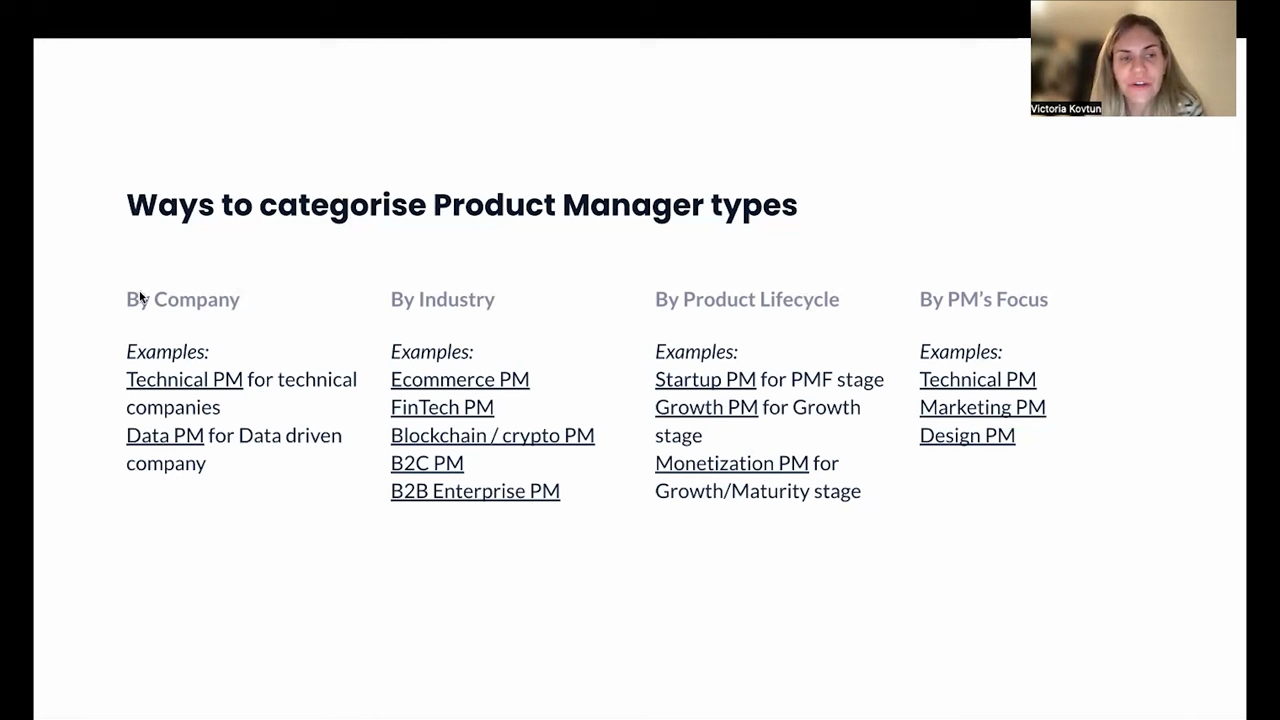 Victoria Kovtun
Ways to categorise Product Manager types
By Company
Examples:
Technical PM for technical
companies
Data PM for Data driven
company
By Industry
Examples:
Ecommerce PM
FinTech PM
Blockchain / crypto PM
B2C PM
B2B Enterprise PM
By Product Lifecycle
Examples:
Startup PM for PMF stage
Growth PM for Growth
stage
Monetization PM for
Growth/Maturity stage
By PM's Focus
Examples:
Technical PM
Marketing PM
Design PM